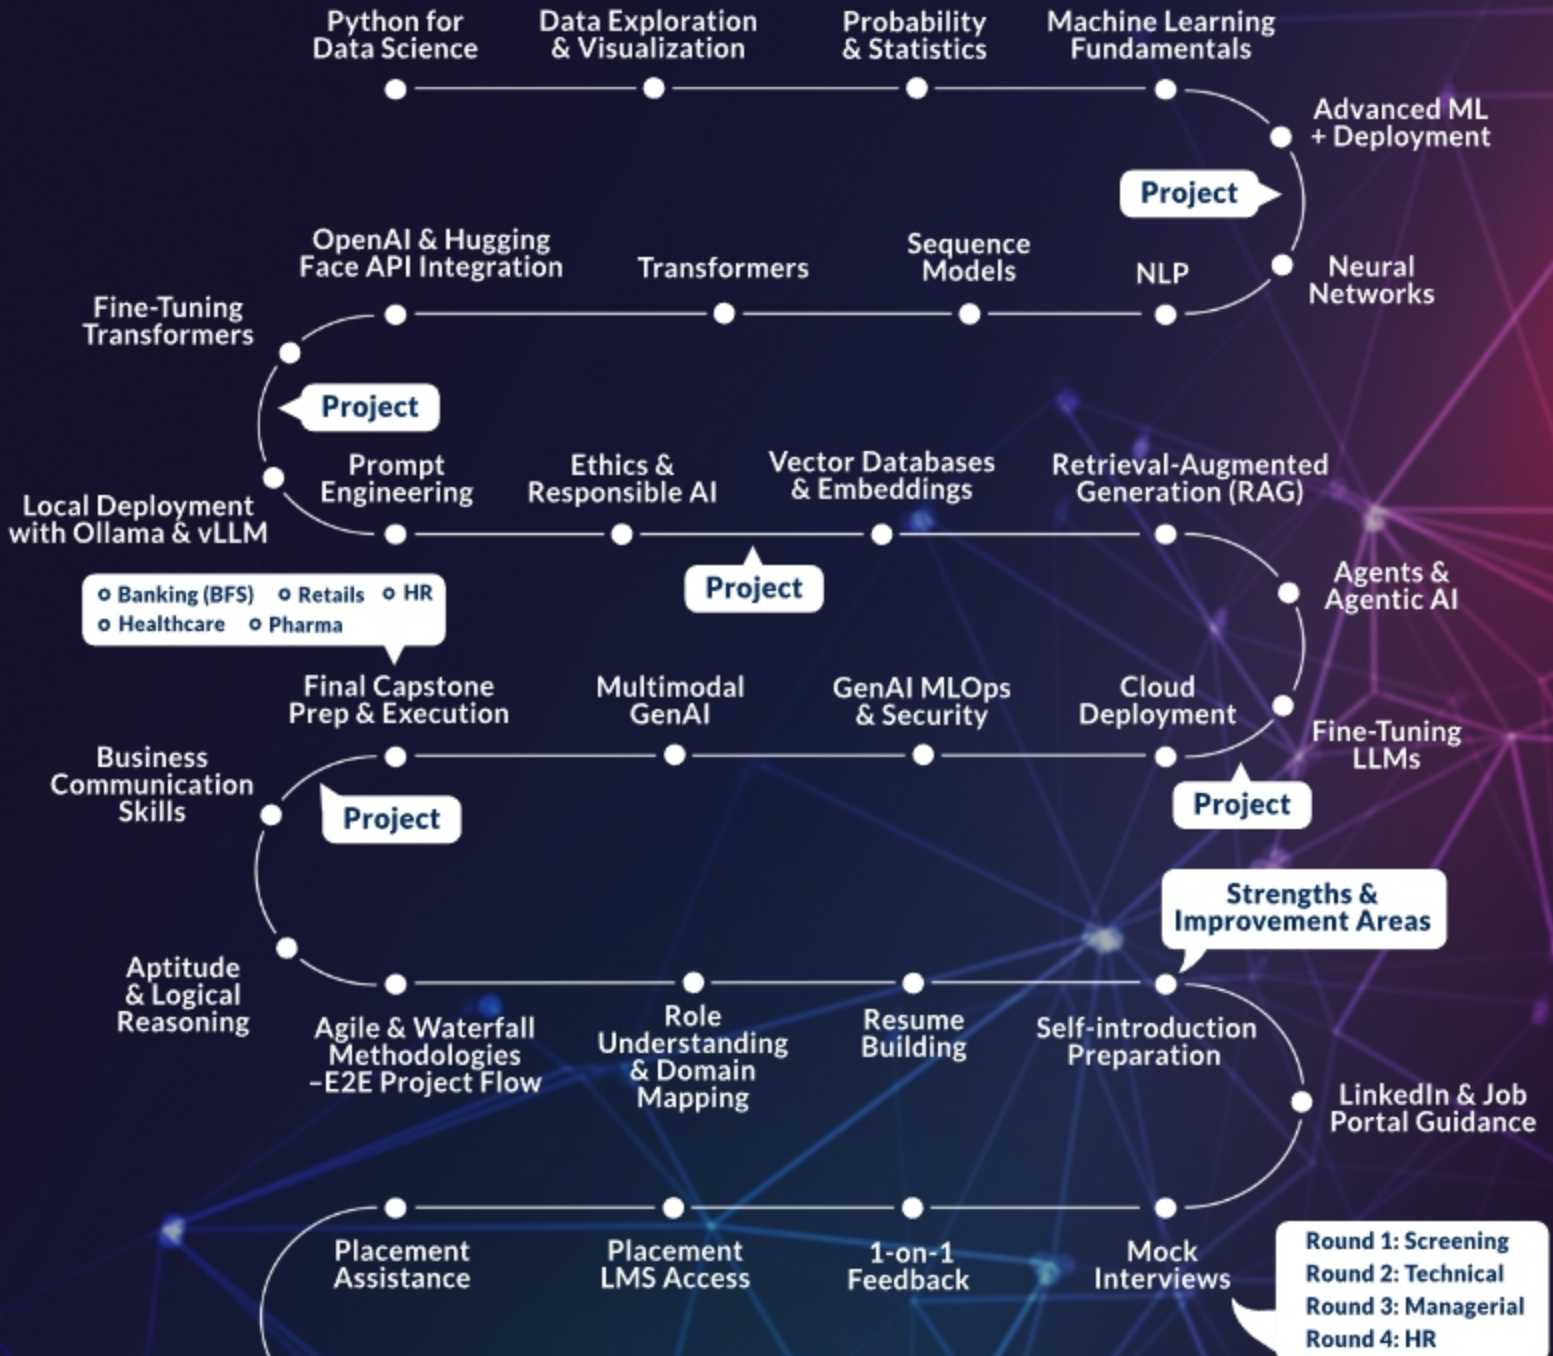 Python for
Data Science
Data Exploration
& Visualization
Probability
& Statistics
Machine Learning
Fundamentals
Advanced ML
+ Deployment
Project
Neural
Networks
NLP
Sequence
Models
Transformers
OpenAI & Hugging
Face API Integration
Fine-Tuning
Transformers
Project
Local Deployment
with Ollama & vLLM
Prompt
Engineering
Ethics &
Responsible AI
Project
Vector Databases
& Embeddings
Retrieval-Augmented
Generation (RAG)
Agents &
Agentic AI
Fine-Tuning
LLMs
Project
Cloud
Deployment
GenAI MLOps
& Security
Multimodal
GenAI
Banking (BFS) Retails HR
Healthcare Pharma
Final Capstone
Prep & Execution
Project
Business
Communication
Skills
Aptitude
& Logical
Reasoning
Agile & Waterfall
Methodologies
–E2E Project Flow
Role
Understanding
& Domain
Mapping
Resume
Building
Strengths &
Improvement Areas
Self-introduction
Preparation
LinkedIn & Job
Portal Guidance
Mock
Interviews
Round 1: Screening
Round 2: Technical
Round 3: Managerial
Round 4: HR
1-on-1
Feedback
Placement
LMS Access
Placement
Assistance